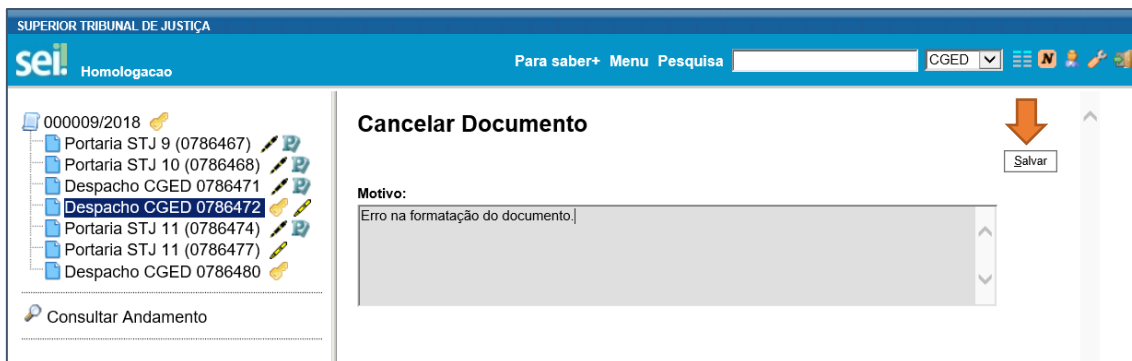 SUPERIOR TRIBUNAL DE JUSTIÇA
sei! Homologacao
Para saber+ Menu Pesquisa CGED N
000009/2018
Portaria STJ 9 (0786467)
Portaria STJ 10 (0786468)
Despacho CGED 0786471
Despacho CGED 0786472
Portaria STJ 11 (0786474)
Portaria STJ 11 (0786477)
Despacho CGED 0786480
Consultar Andamento
Cancelar Documento
Salvar
Motivo:
Erro na formatação do documento.